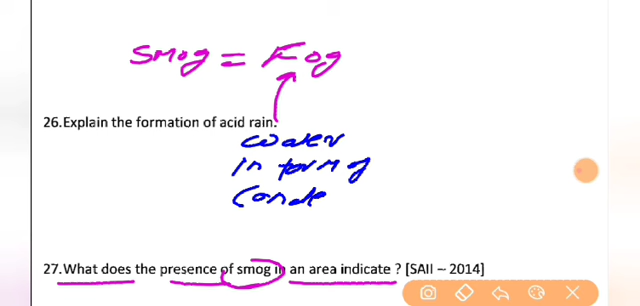 Smog = Fog
26.Explain the formation of acid rain.
water
in form of
Conde
27.What does the presence of smog in an area indicate ? [SAII ~ 2014]